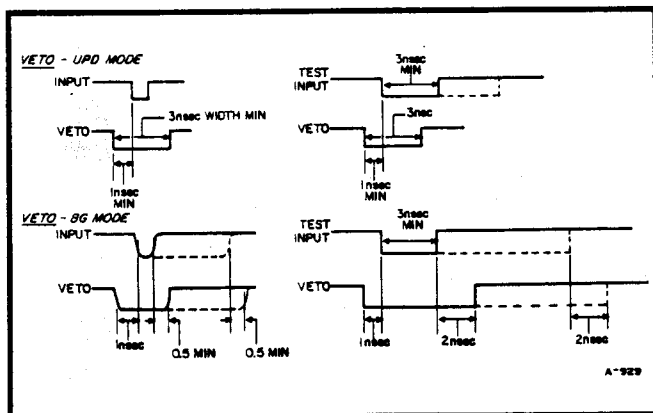 VETO - UPD MODE
INPUT
VETO
3nsec WIDTH MIN
1nsec
MIN
3nsec
MIN
TEST
INPUT
VETO
3nsec
1nsec
MIN
VETO - BG MODE
INPUT
VETO
1nsec
0.5 MIN
0.5 MIN
TEST
INPUT
3nsec
MIN
VETO
1nsec
2nsec
2nsec
A-929